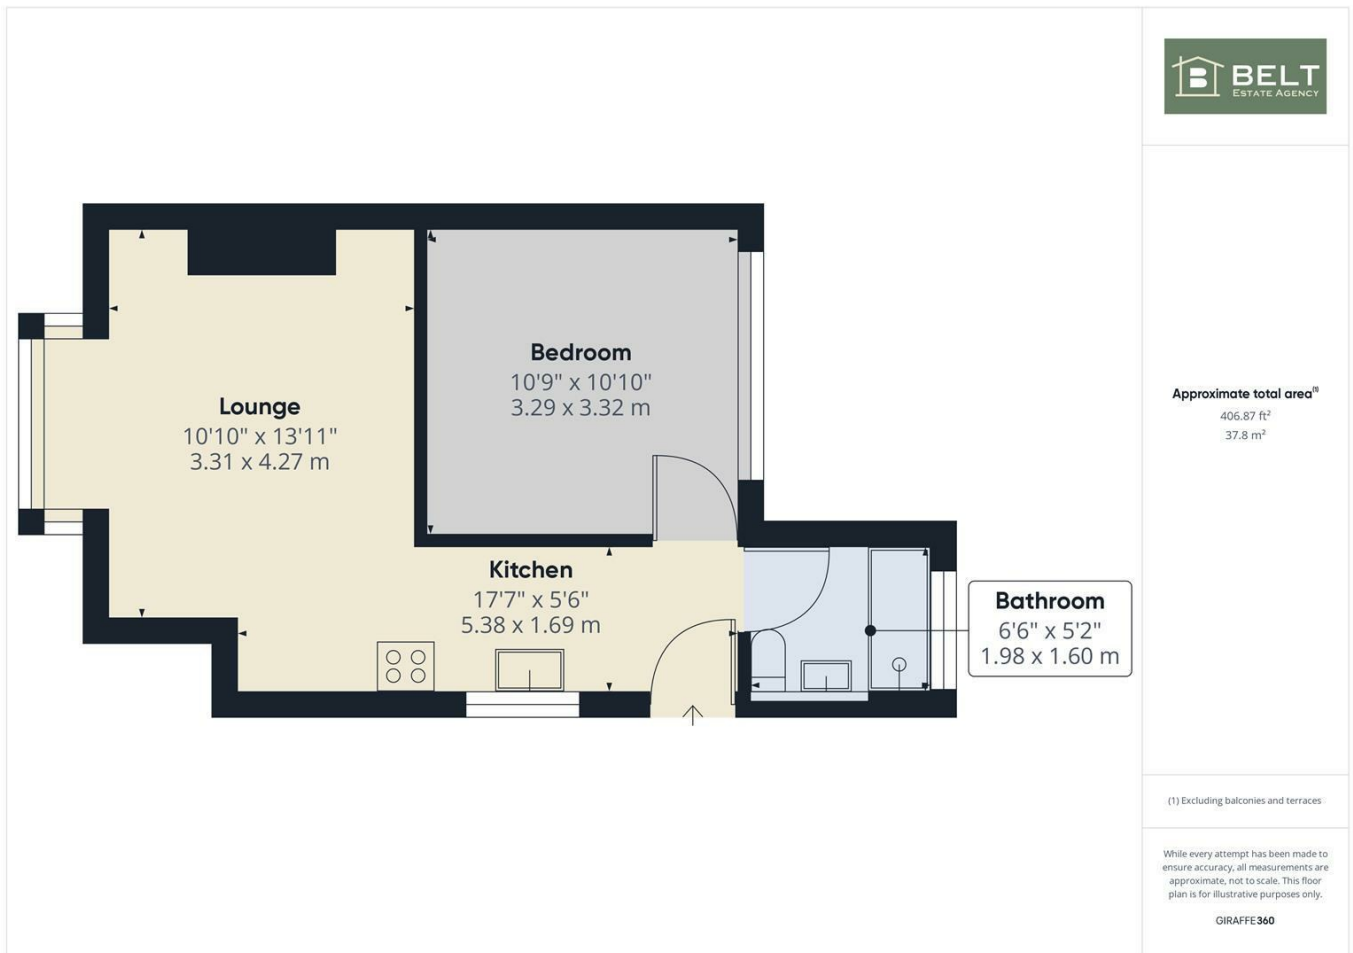 BELT
ESTATE AGENCY
Bedroom
10'9" x 10'10"
3.29 x 3.32 m
Lounge
10'10" x 13'11"
3.31 x 4.27 m
Kitchen
17'7" x 5'6"
5.38 x 1.69 m
Bathroom
6'6" x 5'2"
1.98 x 1.60 m
Approximate total area(1)
406.87 ft²
37.8 m²
(1) Excluding balconies and terraces
While every attempt has been made to
ensure accuracy, all measurements are
approximate, not to scale. This floor
plan is for illustrative purposes only.
GIRAFFE360